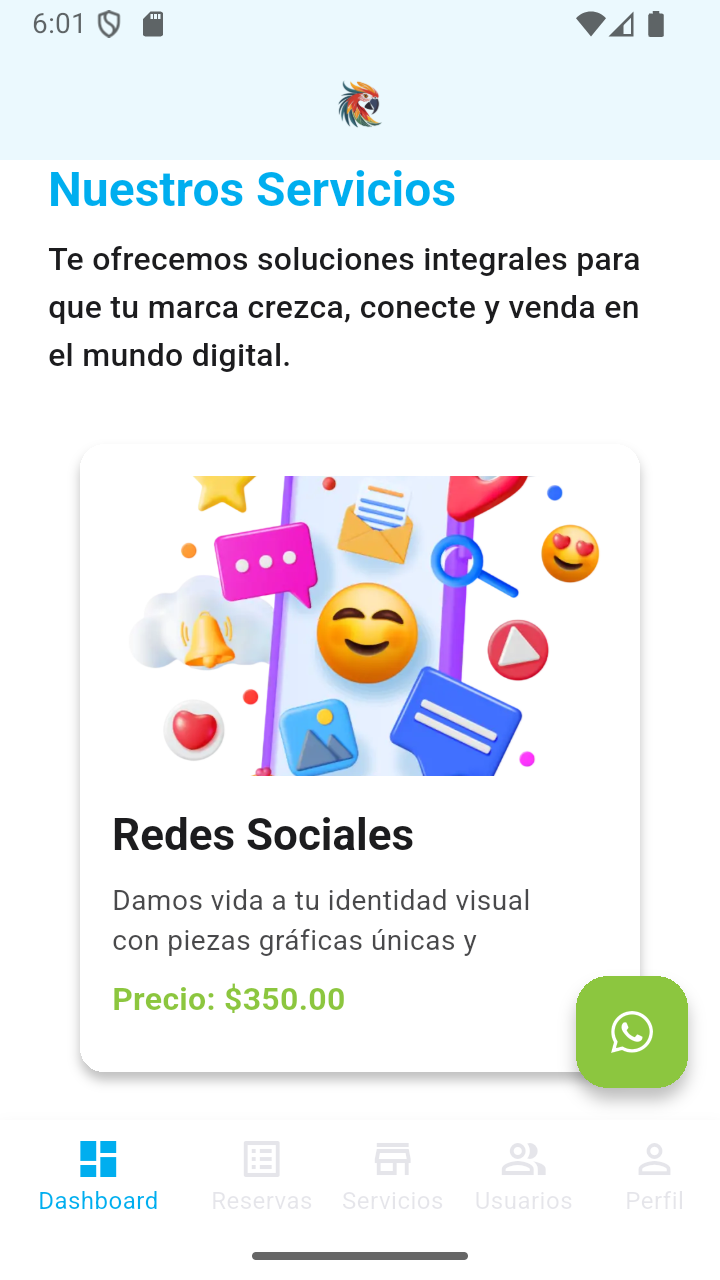 6:01
Nuestros Servicios
Te ofrecemos soluciones integrales para
que tu marca crezca, conecte y venda en
el mundo digital.
Redes Sociales
Damos vida a tu identidad visual
con piezas gráficas únicas y
Precio: $350.00
Dashboard
Reservas
Servicios
Usuarios
Perfil